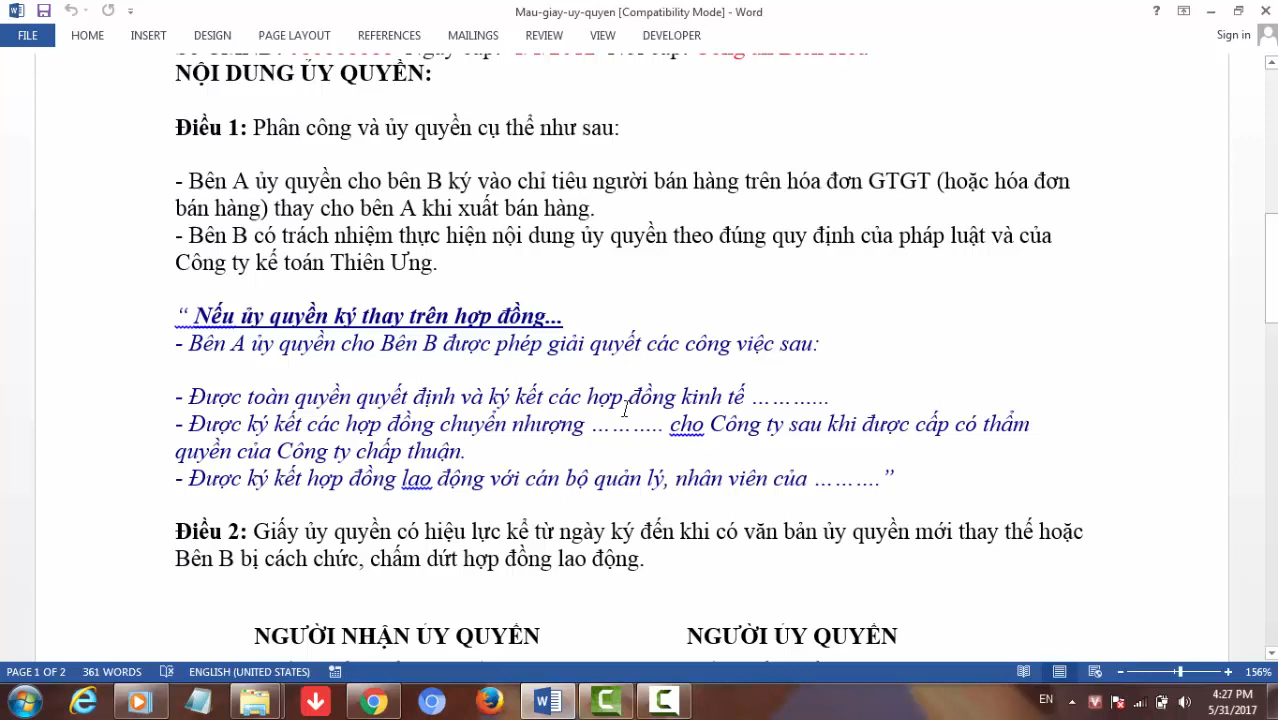 Mau-giay-uy-quyen [Compatibility Mode] - Word
FILE HOME INSERT DESIGN PAGE LAYOUT REFERENCES MAILINGS REVIEW VIEW DEVELOPER Sign in
NỘI DUNG ỦY QUYỀN:
Điều 1: Phân công và ủy quyền cụ thể như sau:
- Bên A ủy quyền cho bên B ký vào chỉ tiêu người bán hàng trên hóa đơn GTGT (hoặc hóa đơn
bán hàng) thay cho bên A khi xuất bán hàng.
- Bên B có trách nhiệm thực hiện nội dung ủy quyền theo đúng quy định của pháp luật và của
Công ty kế toán Thiên Ưng.
“ Nếu ủy quyền ký thay trên hợp đồng...
- Bên A ủy quyền cho Bên B được phép giải quyết các công việc sau:
- Được toàn quyền quyết định và ký kết các hợp đồng kinh tế ………...
- Được ký kết các hợp đồng chuyển nhượng ……….. cho Công ty sau khi được cấp có thẩm
quyền của Công ty chấp thuận.
- Được ký kết hợp đồng lao động với cán bộ quản lý, nhân viên của ……….”
Điều 2: Giấy ủy quyền có hiệu lực kể từ ngày ký đến khi có văn bản ủy quyền mới thay thế hoặc
Bên B bị cách chức, chấm dứt hợp đồng lao động.
NGƯỜI NHẬN ỦY QUYỀN NGƯỜI ỦY QUYỀN
PAGE 1 OF 2 361 WORDS ENGLISH (UNITED STATES) 156%
EN 4:27 PM
5/31/2017